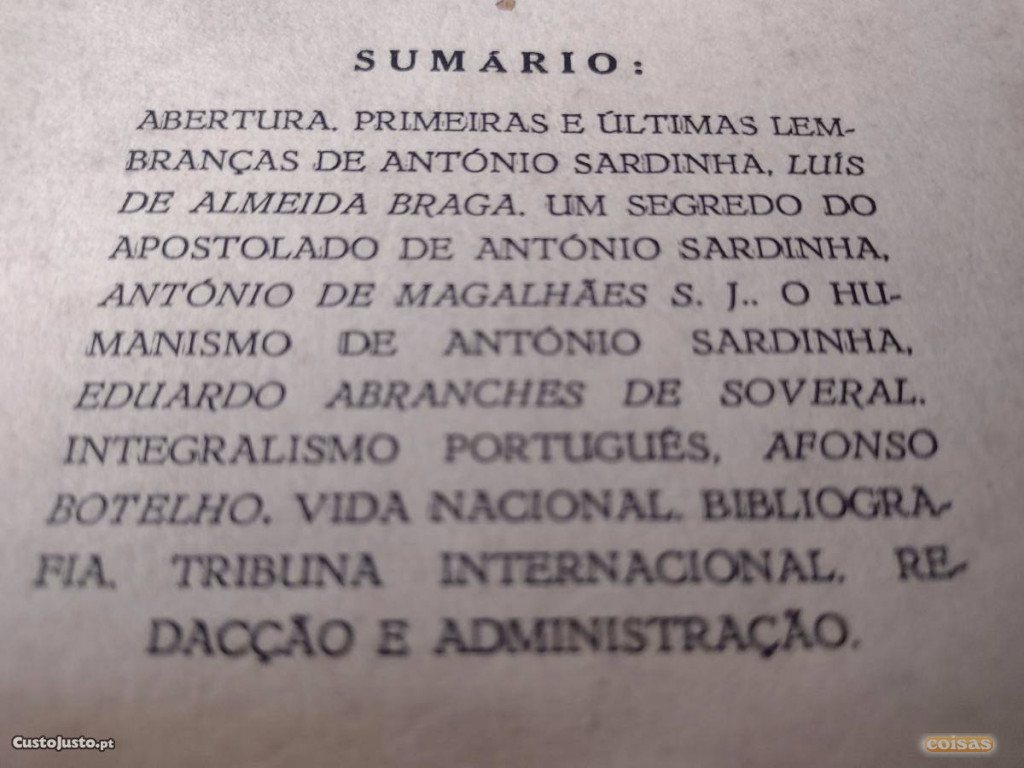 SUMÁRIO:
ABERTURA. PRIMEIRAS E ÚLTIMAS LEM-
BRANÇAS DE ANTÓNIO SARDINHA, LUÍS
DE ALMEIDA BRAGA. UM SEGREDO DO
APOSTOLADO DE ANTÓNIO SARDINHA,
ANTÓNIO DE MAGALHÃES S. J.. O HU-
MANISMO DE ANTÓNIO SARDINHA,
EDUARDO ABRANCHES DE SOVERAL.
INTEGRALISMO PORTUGUÊS, AFONSO
BOTELHO. VIDA NACIONAL. BIBLIOGRA-
FIA. TRIBUNA INTERNACIONAL. RE-
DACÇÃO E ADMINISTRAÇÃO.
CustoJusto.pt
coisas